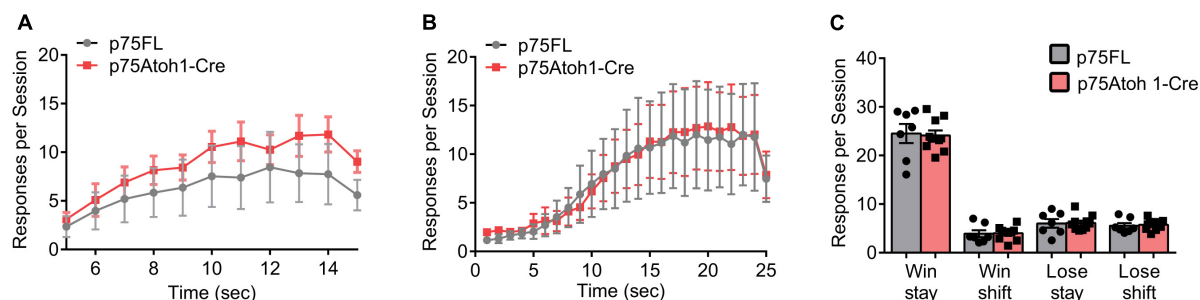 A
p75FL
p75Atoh1-Cre
Responses per Session
20
15
10
5
0
6 8 10 12 14
Time (sec)
B
p75FL
p75Atoh1-Cre
Responses per Session
20
15
10
5
0
0 5 10 15 20 25
Time (sec)
C
p75FL
p75Atoh 1-Cre
Response per Session
40
30
20
10
0
Win Win Lose Lose
stay shift stay shift